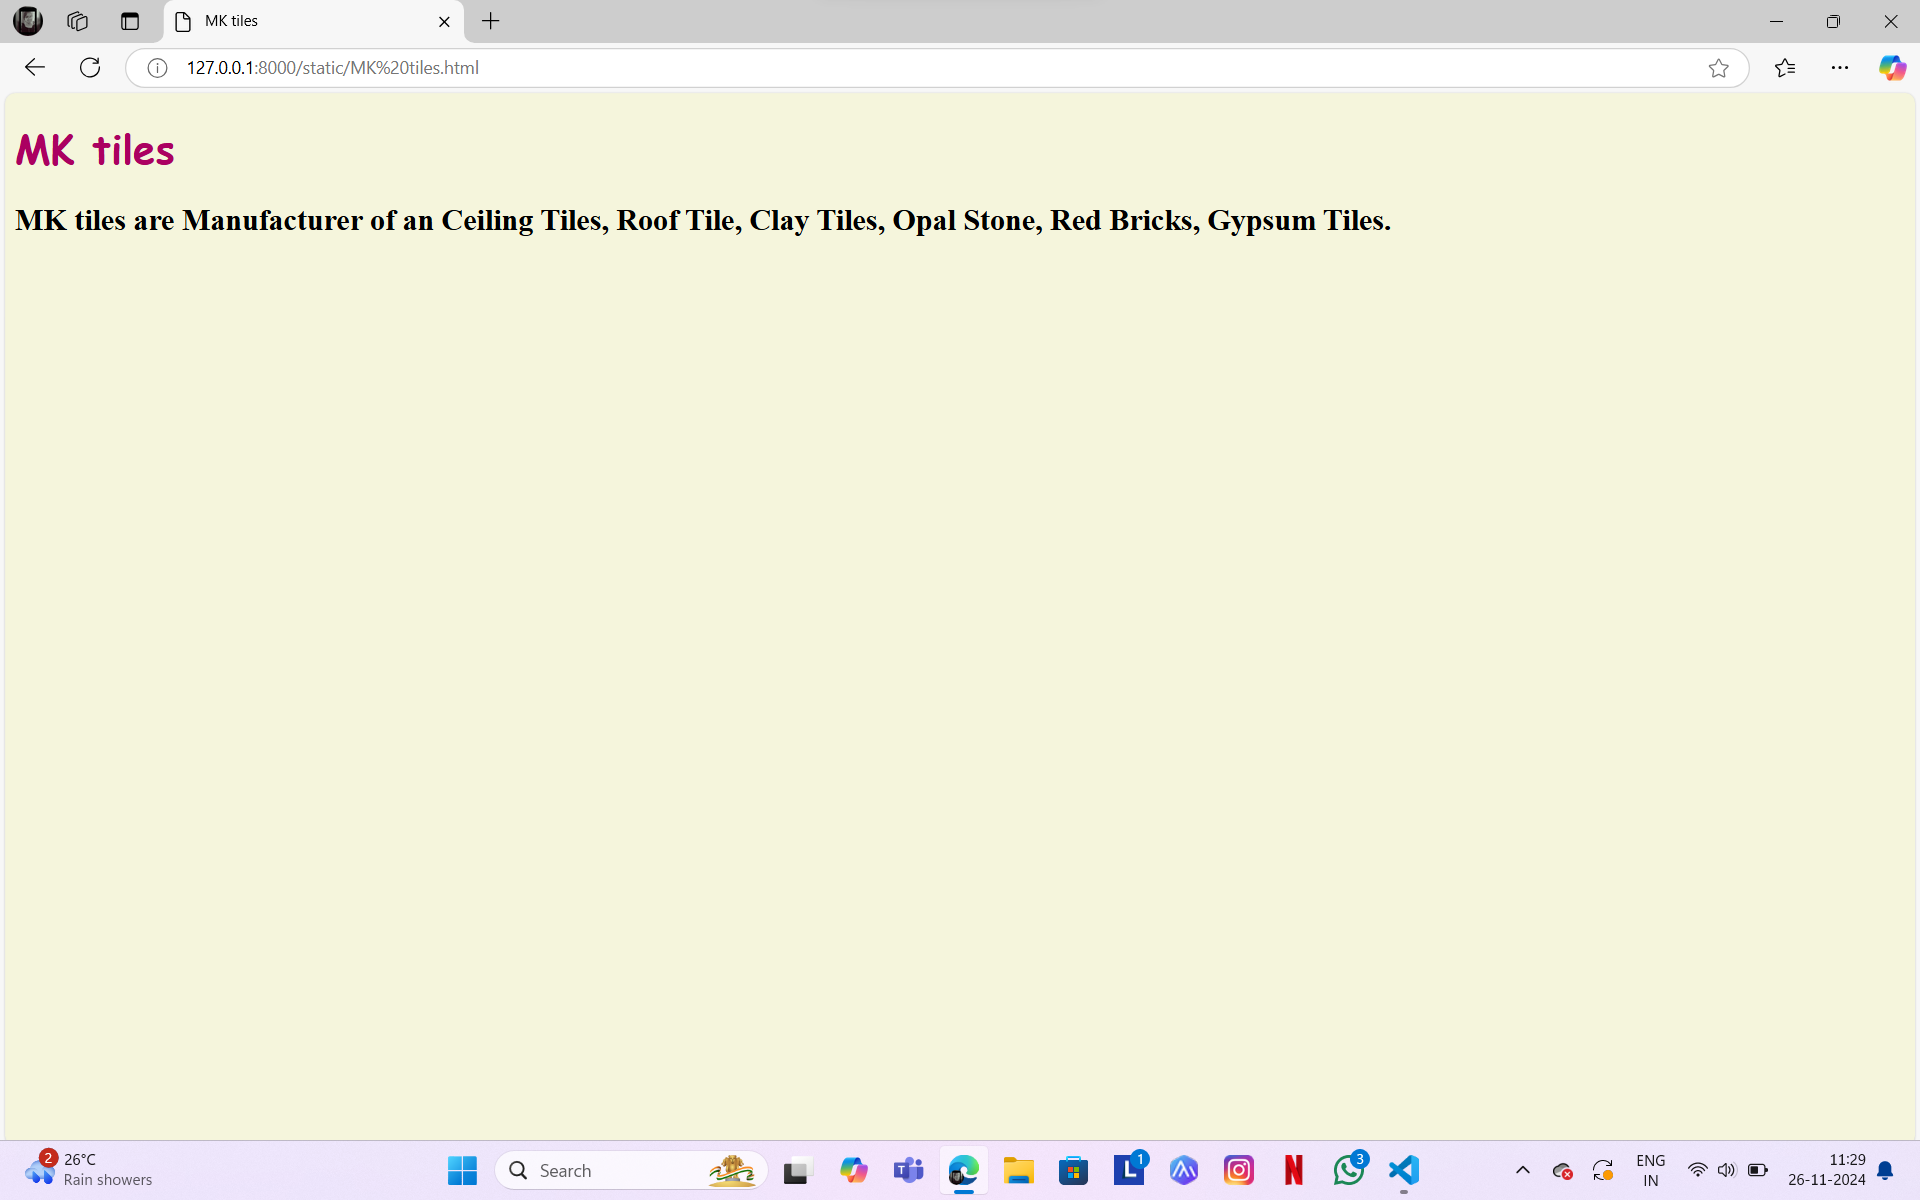 MK tiles
127.0.0.1:8000/static/MK%20tiles.html
MK tiles
MK tiles are Manufacturer of an Ceiling Tiles, Roof Tile, Clay Tiles, Opal Stone, Red Bricks, Gypsum Tiles.
2
26°C
Rain showers
Search
T
L
1
N
3
ENG
IN
11:29
26-11-2024